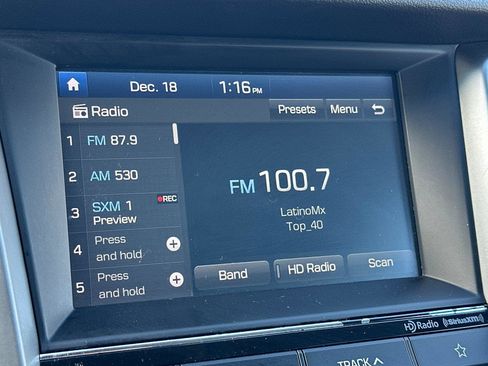 Dec. 18 1:16 PM
Radio Presets Menu
1 FM 87.9
2 AM 530
3 SXM 1 REC
Preview
4 Press
and hold
5 Press
and hold
FM 100.7
LatinoMx
Top_40
Band HD Radio Scan
HD Radio SiriusXM
TRACK